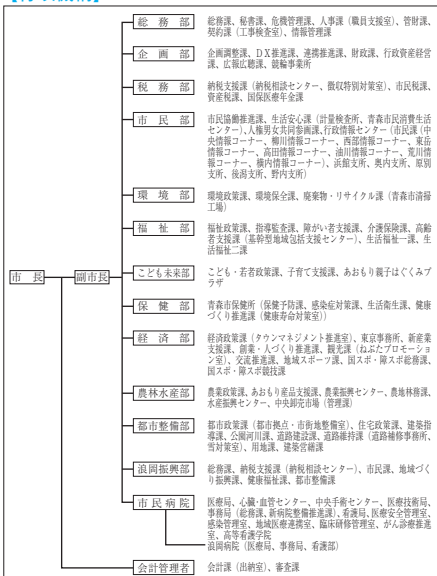 総務部
総務課、秘書課、危機管理課、人事課（職員支援室）、管財課、
契約課（工事検査室）、情報管理課
企画部
企画調整課、ＤＸ推進課、連携推進課、財政課、行政資産経営
課、広報広聴課、競輪事業所
税務部
納税支援課（納税相談センター、徴収特別対策室）、市民税課、
資産税課、国保医療年金課
市民部
市民協働推進課、生活安心課（計量検査所、青森市民消費生活
センター）、人権男女共同参画課、行政情報センター（市民課（中
央情報コーナー、柳川情報コーナー、西部情報コーナー、東岳
情報コーナー、高田情報コーナー、油川情報コーナー、荒川情
報コーナー、横内情報コーナー）、浜館支所、奥内支所、原別
支所、後潟支所、野内支所）
環境部
環境政策課、環境保全課、廃棄物・リサイクル課（青森市清掃
工場）
福祉部
福祉政策課、指導監査課、障がい者支援課、介護保険課、高齢
者支援課（基幹型地域包括支援センター）、生活福祉一課、生
活福祉二課
市長
副市長
こども未来部
こども・若者政策課、子育て支援課、あおもり親子はぐくみプ
ラザ
保健部
青森市保健所（保健予防課、感染症対策課、生活衛生課、健康
づくり推進課（健康寿命対策室））
経済部
経済政策課（タウンマネジメント推進室）、東京事務所、新産業
支援課、創業・人づくり推進課、観光課（ねぶたプロモーショ
ン室）、交流推進課、地域スポーツ課、国スポ・障スポ総務課、
国スポ・障スポ競技課
農林水産部
農業政策課、あおもり産品支援課、農業振興センター、農地林務課、
水産振興センター、中央卸売市場（管理課）
都市整備部
都市政策課（都市拠点・市街地整備室）、住宅政策課、建築指
導課、公園河川課、道路建設課、道路維持課（道路補修事務所、
雪対策室）、用地課、建築営繕課
浪岡振興部
総務課、納税支援課（納税相談センター）、市民課、地域づく
り振興課、健康福祉課、都市整備課
市民病院
医療局、心臓・血管センター、中央手術センター、医療技術局、
事務局（総務課、新病院整備推進課）、看護局、医療安全管理室、
感染管理室、地域医療連携室、臨床研修管理室、がん診療推進
室、高等看護学院
浪岡病院（医療局、事務局、看護部）
会計管理者
会計課（出納室）、審査課